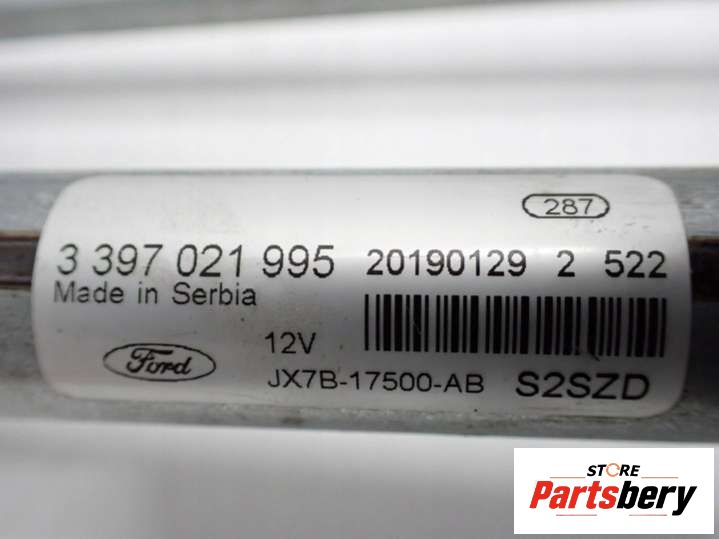 287
3 397 021 995 20190129 2 522
Made in Serbia
12V
Ford
JX7B-17500-AB S2SZD
STORE
Partsbery